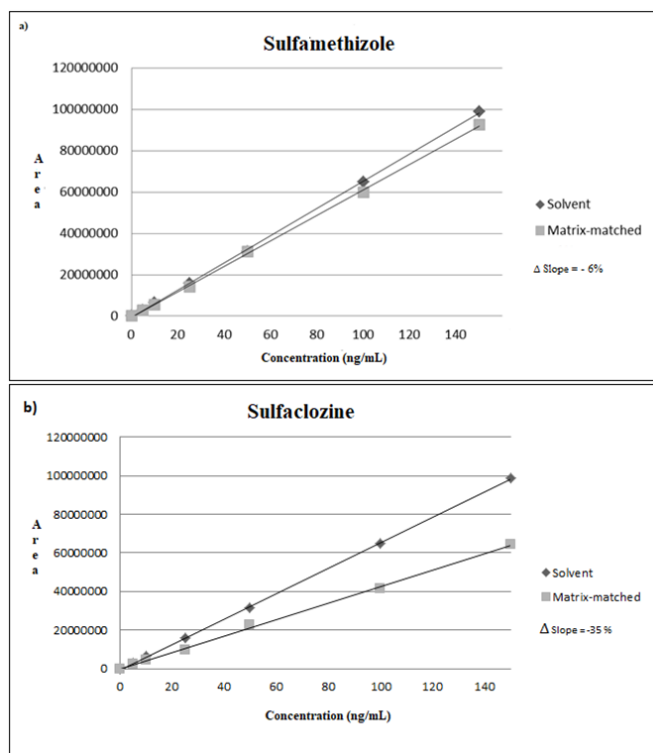 a)
Sulfamethizole
120000000
100000000
80000000
60000000
40000000
20000000
0
Area
0 20 40 60 80 100 120 140
Concentration (ng/mL)
Solvent
Matrix-matched
Δ Slope = - 6%
b)
Sulfaclozine
120000000
100000000
80000000
60000000
40000000
20000000
0
Area
0 20 40 60 80 100 120 140
Concentration (ng/mL)
Solvent
Matrix-matched
Δ Slope = -35 %